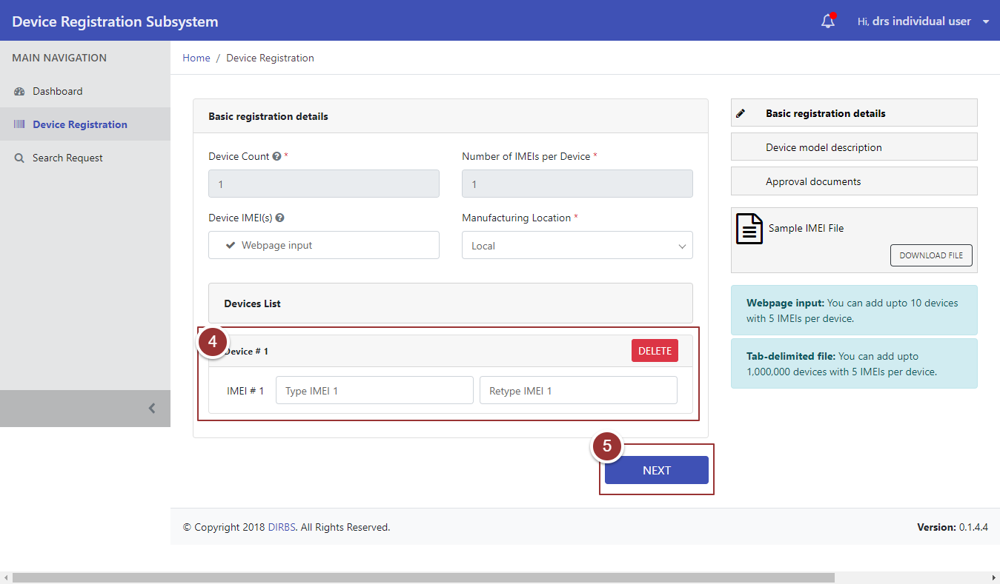 Device Registration Subsystem
Hi, drs individual user
MAIN NAVIGATION
Dashboard
Device Registration
Search Request
Home / Device Registration
Basic registration details
Device Count ? *
Number of IMEIs per Device *
1
1
Device IMEI(s) ?
Manufacturing Location *
Webpage input
Local
Devices List
4
Device # 1
DELETE
IMEI # 1
Type IMEI 1
Retype IMEI 1
5
NEXT
Basic registration details
Device model description
Approval documents
Sample IMEI File
DOWNLOAD FILE
Webpage input: You can add upto 10 devices
with 5 IMEIs per device.
Tab-delimited file: You can add upto
1,000,000 devices with 5 IMEIs per device.
© Copyright 2018 DIRBS. All Rights Reserved.
Version: 0.1.4.4